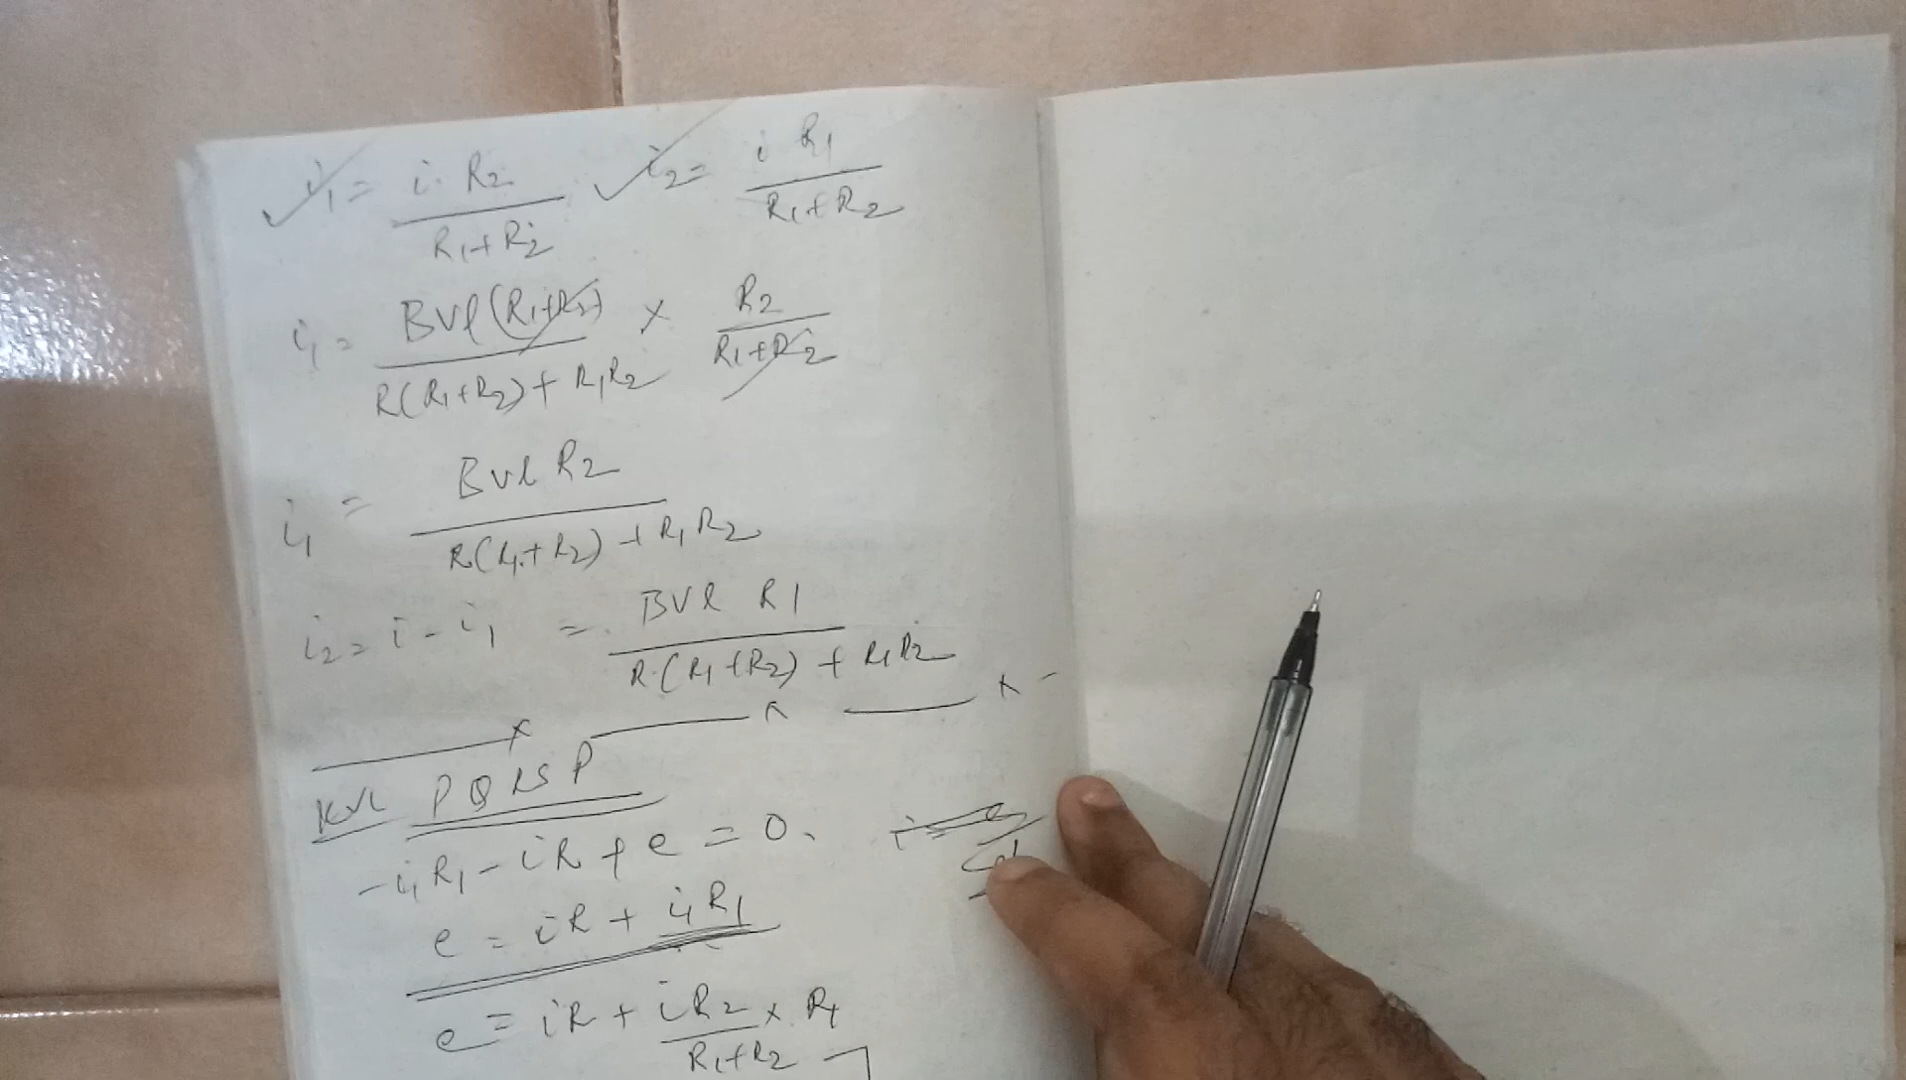 i1 = i. R2 / R1+R2   i2 = i R1 / R1+R2
i1 = Bvl(R1+R2) / R(R1+R2) + R1R2 × R2 / R1+R2
i1 = Bvl R2 / R(R1+R2) + R1R2
i2 = i - i1 = Bvl R1 / R.(R1+R2) + R1R2
KVL PQRSP
-i1R1 - iR + e = 0.
e = iR + i1R1
e = iR + iR2 / R1+R2 × R1